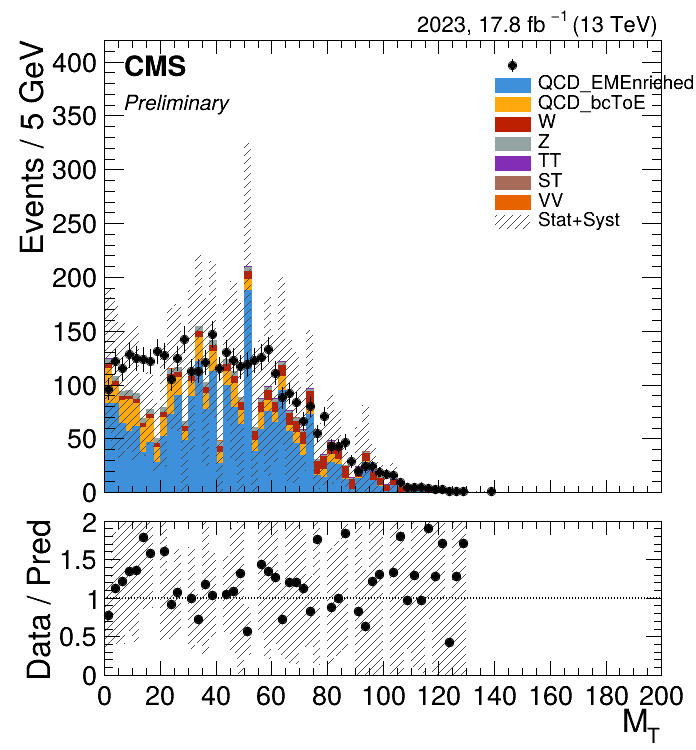 2023, 17.8 fb⁻¹ (13 TeV)
Events / 5 GeV
400
350
300
250
200
150
100
50
0
CMS
Preliminary
QCD_EMEnriched
QCD_bcToE
W
Z
TT
ST
VV
Stat+Syst
Data / Pred
2
1.5
1
0.5
0
0 20 40 60 80 100 120 140 160 180 200
M_T